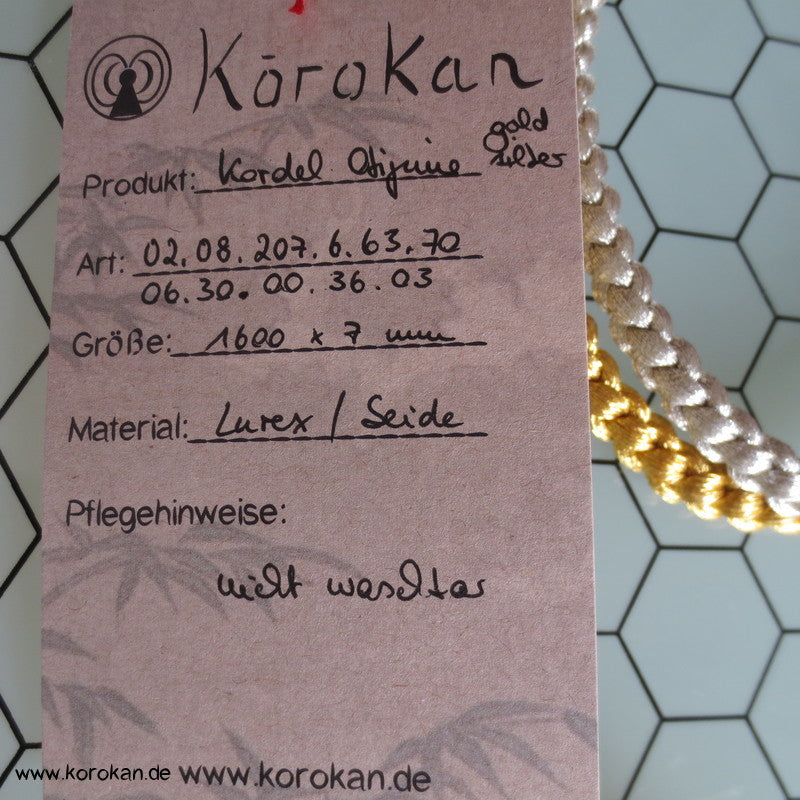 Kōrokan
gold
silber
Produkt: Kordel Obijime
Art: 02.08.207.6.63.70
06.30.00.36.03
Größe: 1600 x 7 mm
Material: Lurex / Seide
Pflegehinweise:
nicht waschbar
www.korokan.de www.korokan.de